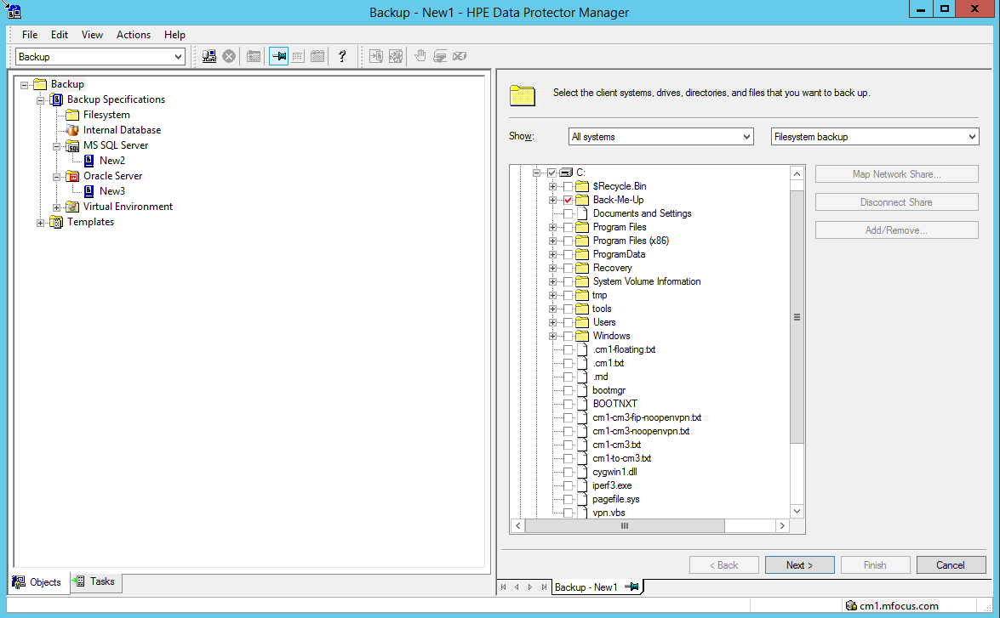 Backup - New1 - HPE Data Protector Manager
File Edit View Actions Help
Backup
Backup
Backup Specifications
Filesystem
Internal Database
MS SQL Server
New2
Oracle Server
New3
Virtual Environment
Templates
Objects
Tasks
Select the client systems, drives, directories, and files that you want to back up.
Show: All systems Filesystem backup
C:
$Recycle.Bin
Back-Me-Up
Documents and Settings
Program Files
Program Files (x86)
ProgramData
Recovery
System Volume Information
tmp
tools
Users
Windows
.cm1-floating.txt
.cm1.txt
.rnd
bootmgr
BOOTNXT
cm1-cm3-fip-noopenvpn.txt
cm1-cm3-noopenvpn.txt
cm1-cm3.txt
cm1-to-cm3.txt
cygwin1.dll
iperf3.exe
pagefile.sys
vpn.vbs
Map Network Share...
Disconnect Share
Add/Remove...
< Back Next > Finish Cancel
Backup - New1
cm1.mfocus.com